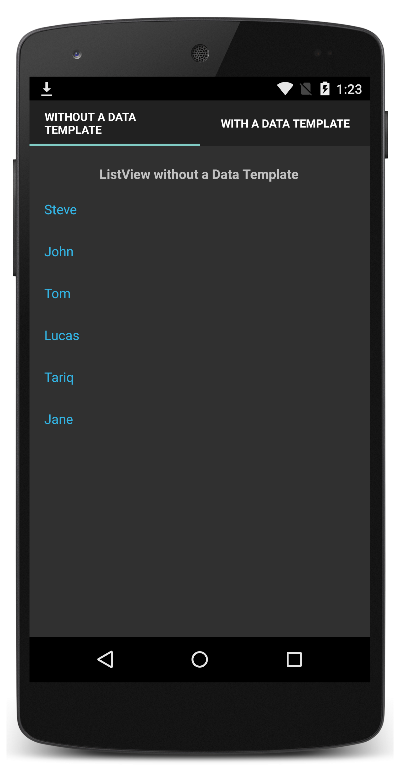 1:23
WITHOUT A DATA
TEMPLATE
WITH A DATA TEMPLATE
ListView without a Data Template
Steve
John
Tom
Lucas
Tariq
Jane